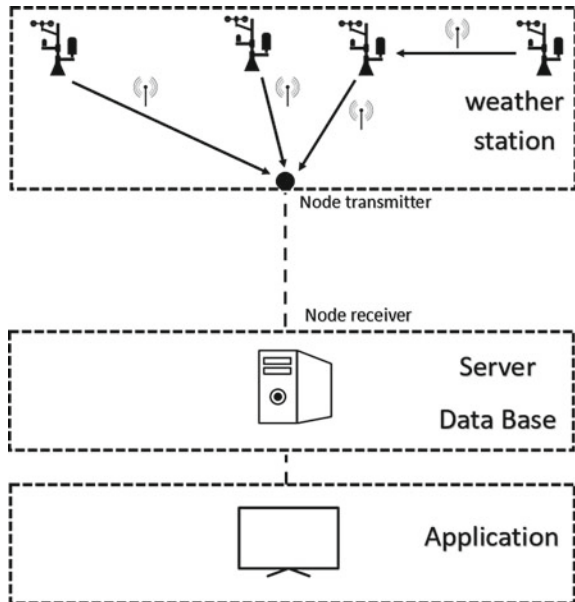 weather
station
Node transmitter
Node receiver
Server
Data Base
Application